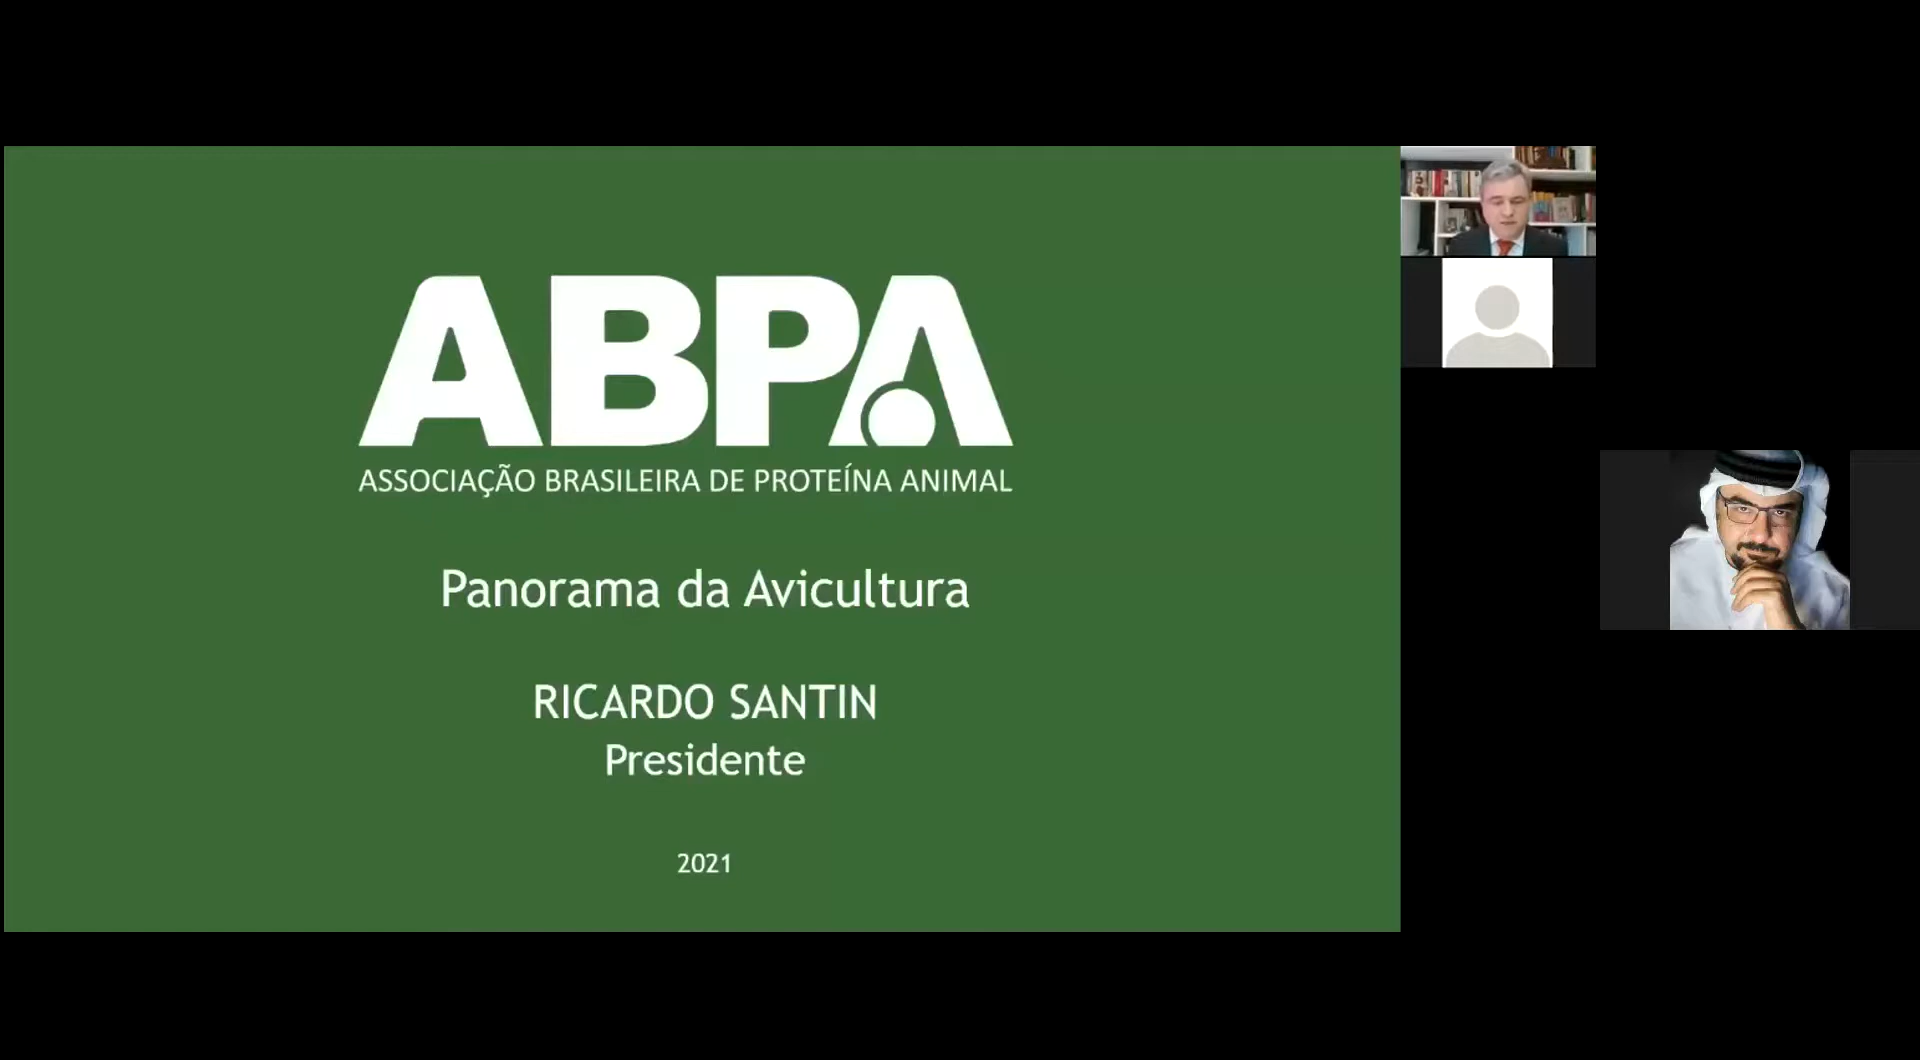 ABPA
ASSOCIAÇÃO BRASILEIRA DE PROTEÍNA ANIMAL
Panorama da Avicultura
RICARDO SANTIN
Presidente
2021